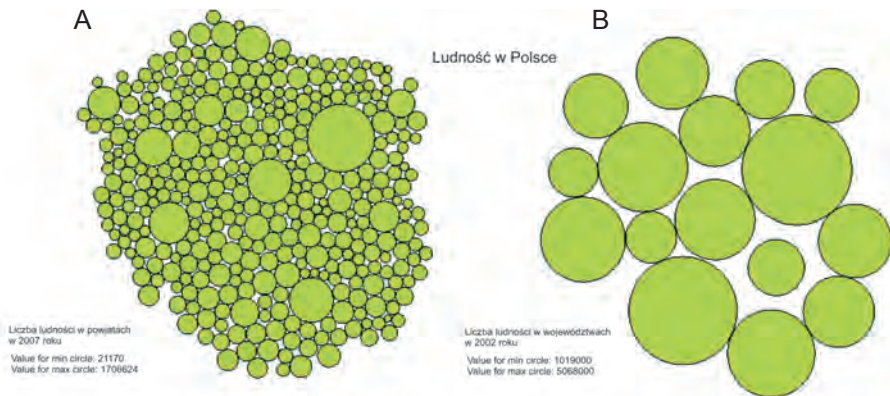 A
B
Ludność w Polsce
Liczba ludności w powiatach
w 2007 roku
Value for min circle: 21170
Value for max circle: 1706624
Liczba ludności w województwach
w 2002 roku
Value for min circle: 1019000
Value for max circle: 5068000